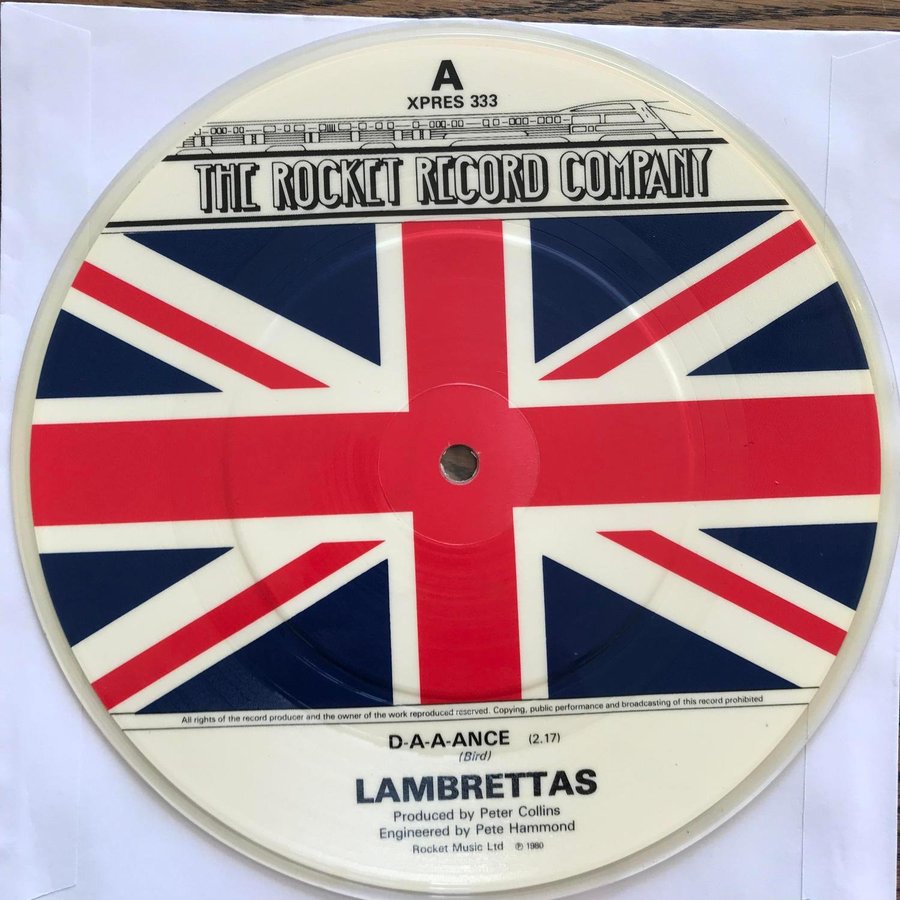 A
XPRES 333
THE ROCKET RECORD COMPANY
All rights of the record producer and the owner of the work reproduced reserved. Copying, public performance and broadcasting of this record prohibited
D-A-A-ANCE (2.17)
(Bird)
LAMBRETTAS
Produced by Peter Collins
Engineered by Pete Hammond
Rocket Music Ltd ℗ 1980